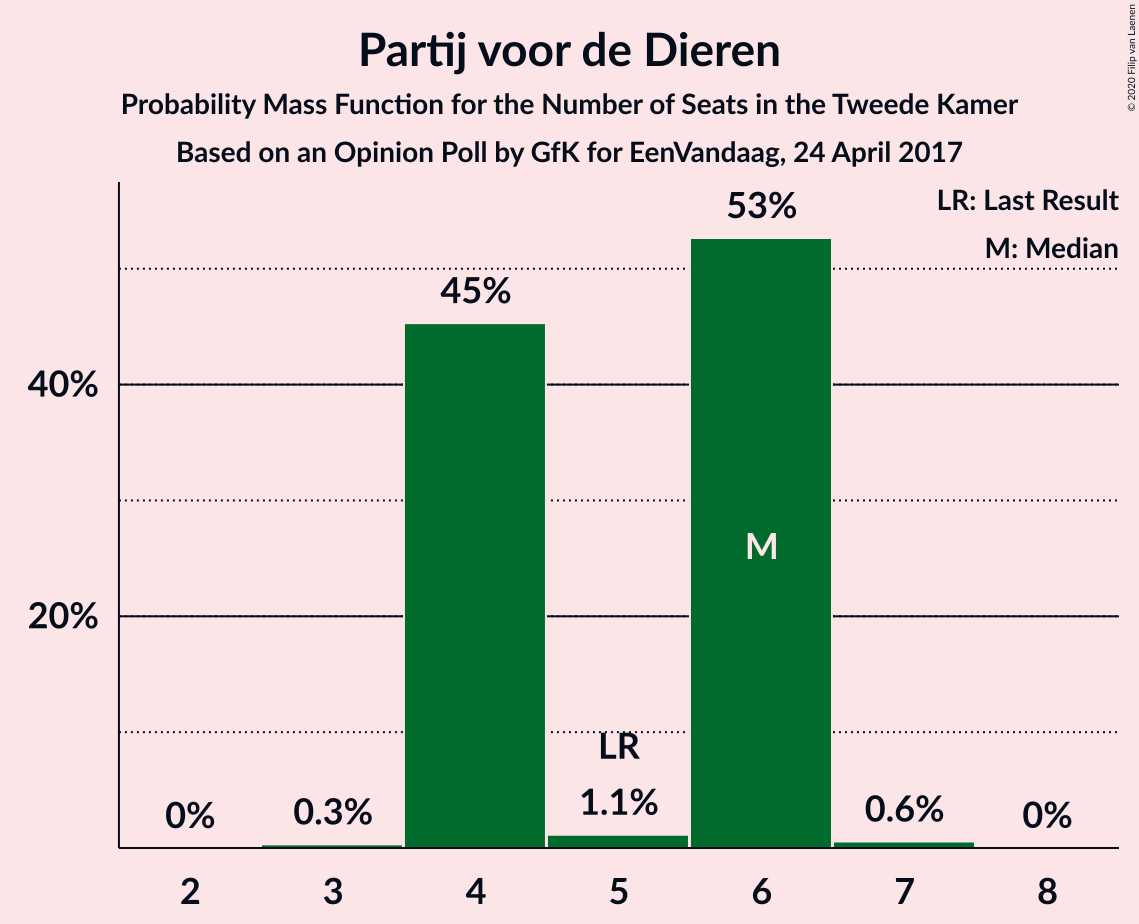 Partij voor de Dieren
Probability Mass Function for the Number of Seats in the Tweede Kamer
Based on an Opinion Poll by GfK for EenVandaag, 24 April 2017
© 2020 Filip van Laenen
LR: Last Result
M: Median
53%
45%
40%
M
20%
LR
0%
0.3%
1.1%
0.6%
0%
2
3
4
5
6
7
8